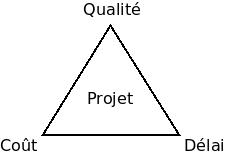 Qualité
Projet
Coût
Délai